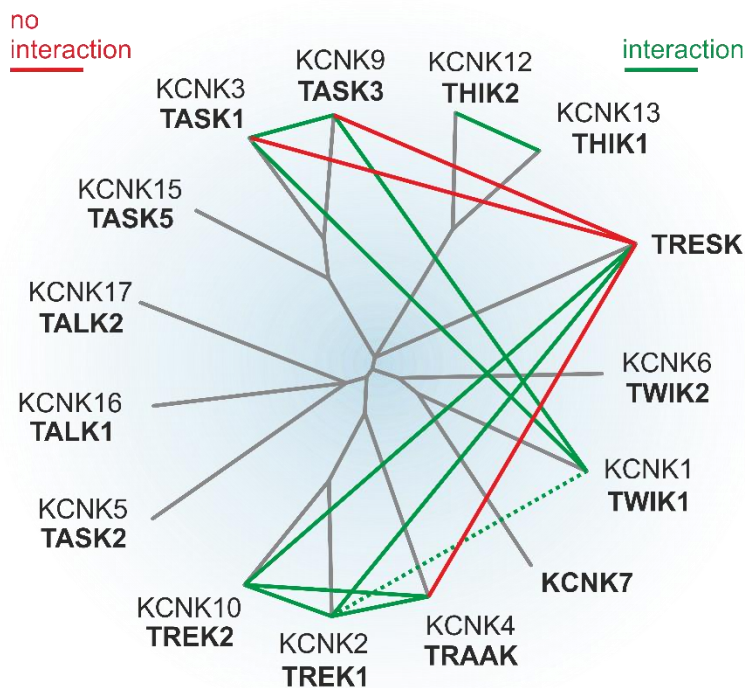 no
interaction
interaction
KCNK9
TASK3
KCNK12
THIK2
KCNK3
TASK1
KCNK13
THIK1
KCNK15
TASK5
TRESK
KCNK17
TALK2
KCNK6
TWIK2
KCNK16
TALK1
KCNK1
TWIK1
KCNK5
TASK2
KCNK7
KCNK10
TREK2
KCNK2
TREK1
KCNK4
TRAAK